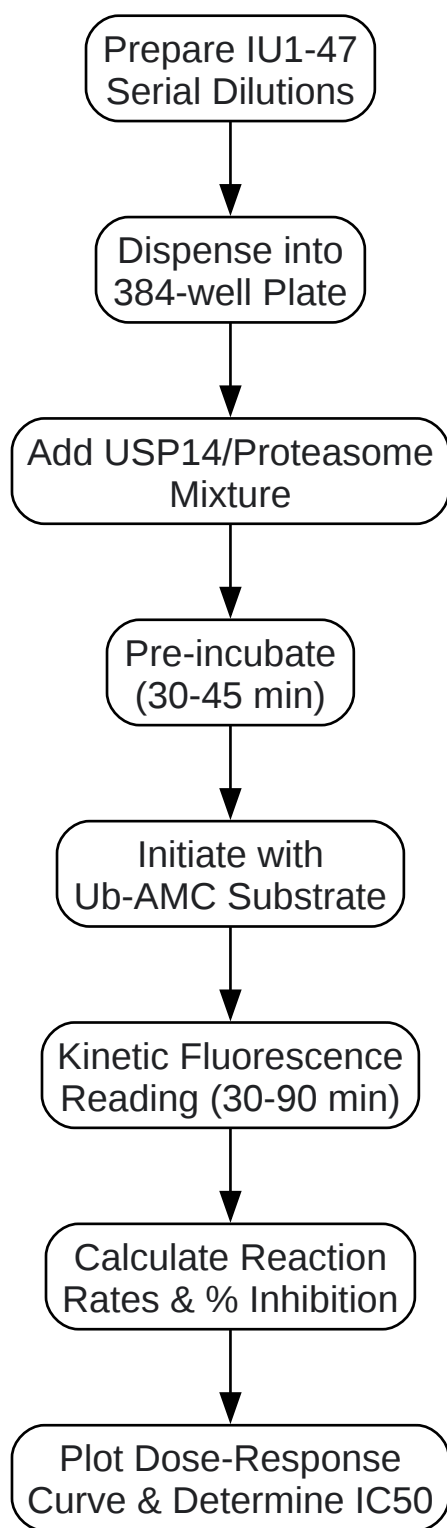 Prepare IU1-47
Serial Dilutions
Dispense into
384-well Plate
Add USP14/Proteasome
Mixture
Pre-incubate
(30-45 min)
Initiate with
Ub-AMC Substrate
Kinetic Fluorescence
Reading (30-90 min)
Calculate Reaction
Rates & % Inhibition
Plot Dose-Response
Curve & Determine IC50